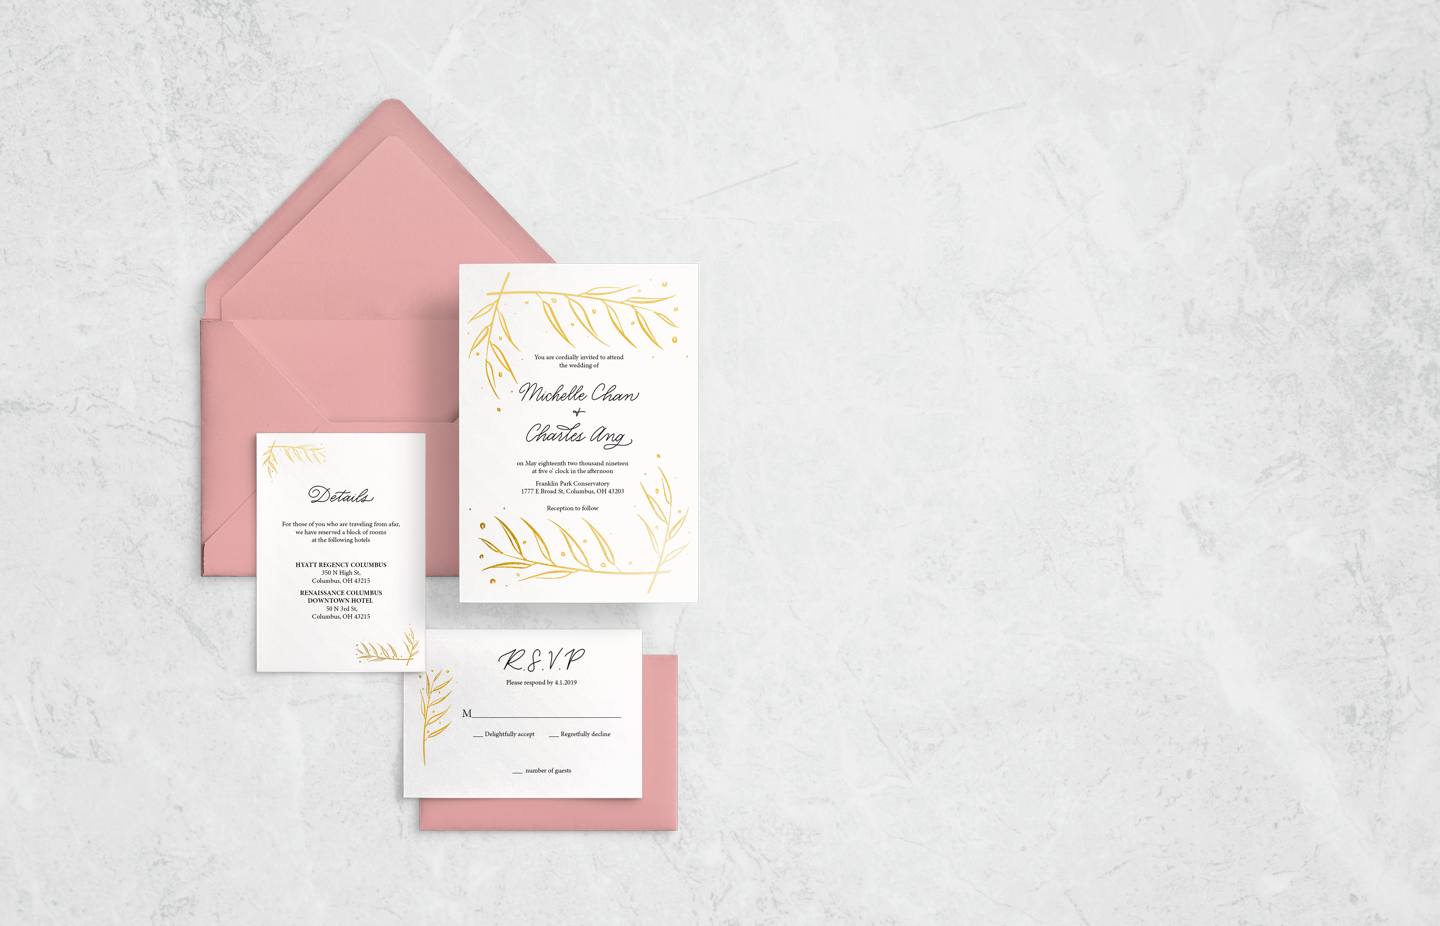 You are cordially invited to attend
the wedding of
Michelle Chan
+
Charles Ang
on May eighteenth two thousand nineteen
at five o' clock in the afternoon
Franklin Park Conservatory
1777 E Broad St, Columbus, OH 43203
Reception to follow
Details
For those of you who are traveling from afar,
we have reserved a block of rooms
at the following hotels
HYATT REGENCY COLUMBUS
350 N High St,
Columbus, OH 43215
RENAISSANCE COLUMBUS
DOWNTOWN HOTEL
50 N 3rd St,
Columbus, OH 43215
R.S.V.P
Please respond by 4.1.2019
M____________________
___ Delightfully accept ___ Regretfully decline
___ number of guests